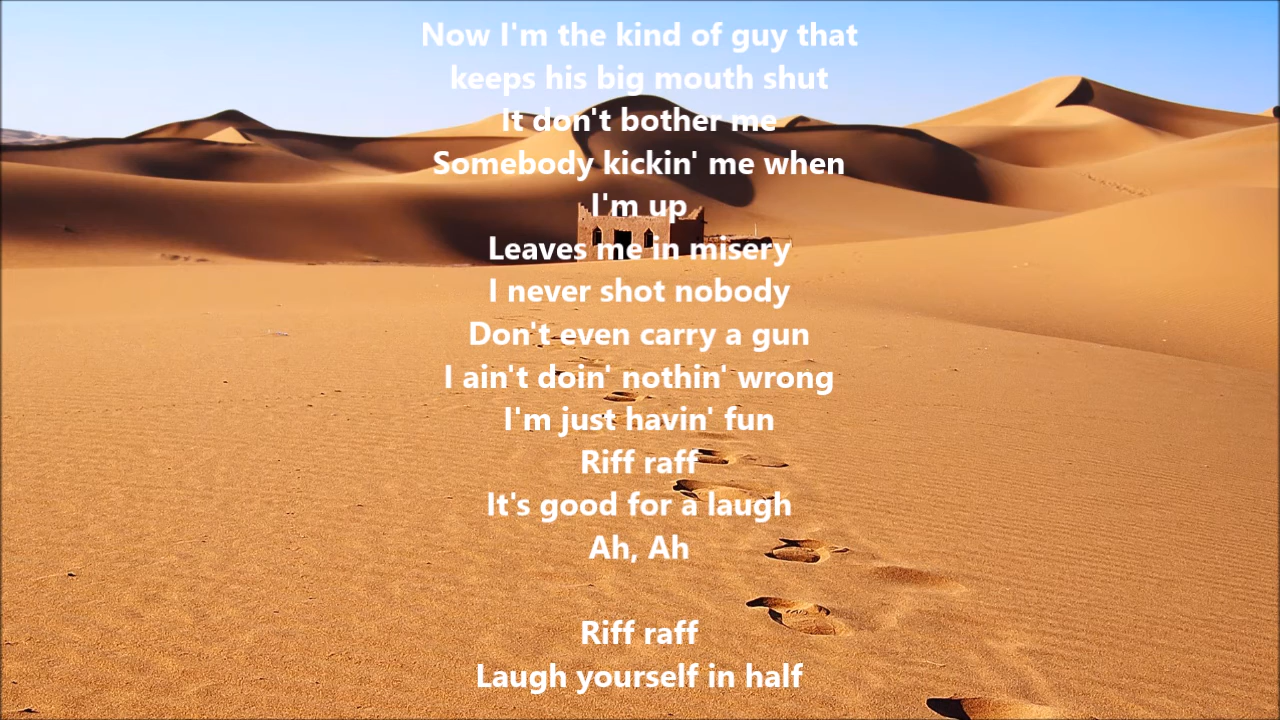 Now I'm the kind of guy that
keeps his big mouth shut
It don't bother me
Somebody kickin' me when
I'm up
Leaves me in misery
I never shot nobody
Don't even carry a gun
I ain't doin' nothin' wrong
I'm just havin' fun
Riff raff
It's good for a laugh
Ah, Ah
Riff raff
Laugh yourself in half